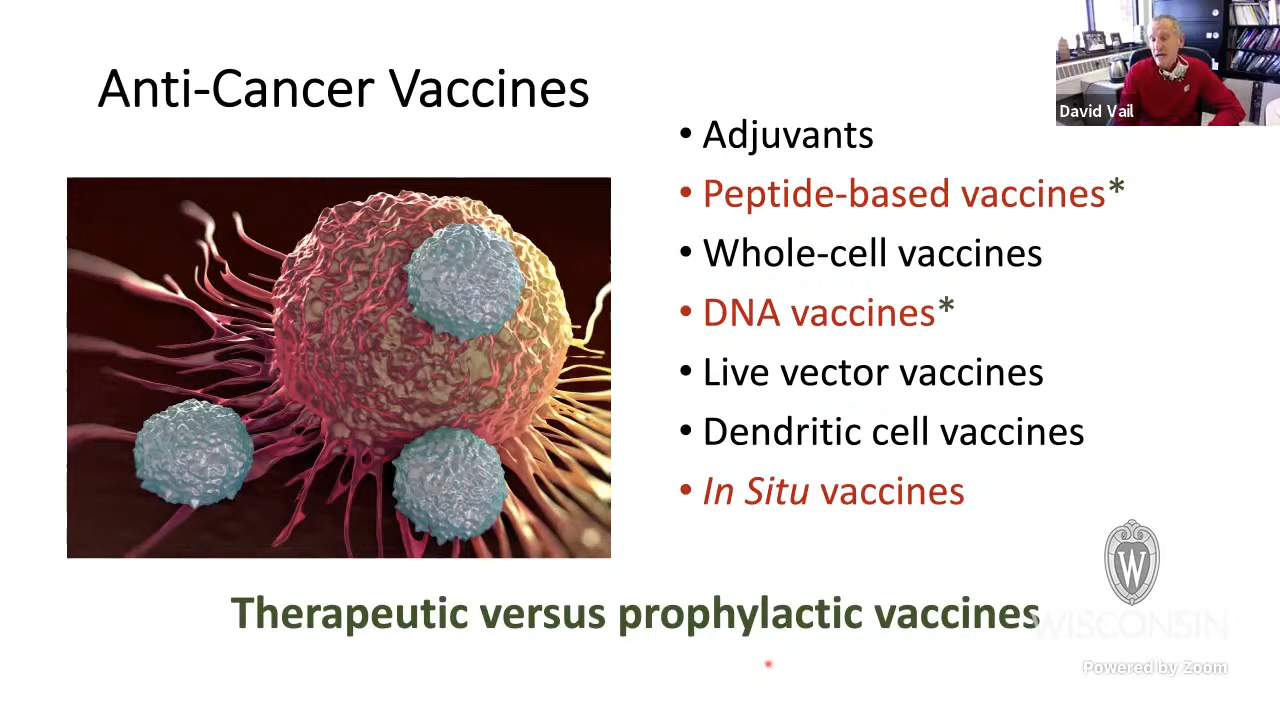 Anti-Cancer Vaccines
David Vail
• Adjuvants
• Peptide-based vaccines*
• Whole-cell vaccines
• DNA vaccines*
• Live vector vaccines
• Dendritic cell vaccines
• In Situ vaccines
W
Therapeutic versus prophylactic vaccines
WISCONSIN
Powered by Zoom